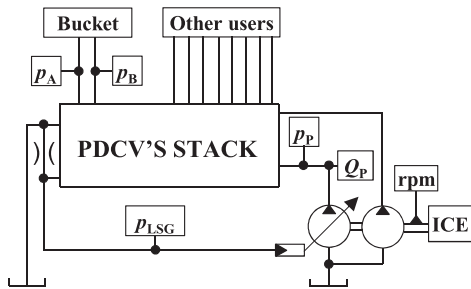 Bucket
Other users
pA
pB
PDCV'S STACK
pP
QP
rpm
ICE
pLSG